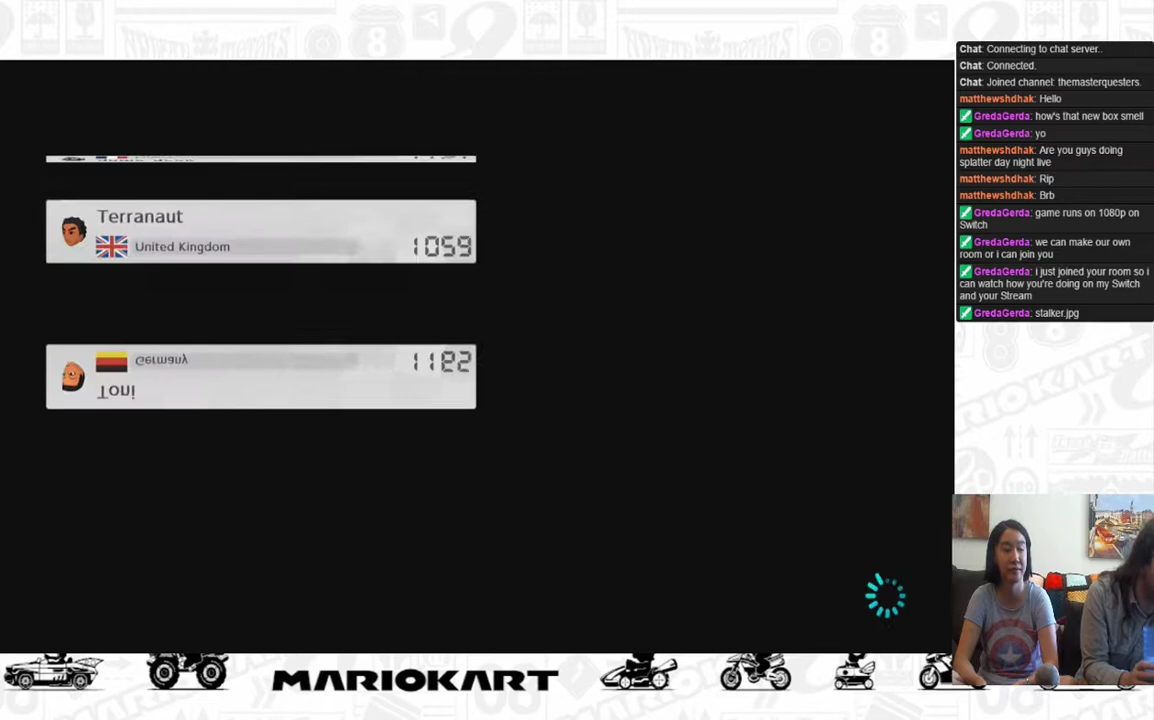 Terranaut
United Kingdom
1059
Germany
1182
Toni
MARIOKART
Chat: Connecting to chat server..
Chat: Connected.
Chat: Joined channel: themasterquesters.
matthewshdhak: Hello
GredaGerda: how's that new box smell
GredaGerda: yo
matthewshdhak: Are you guys doing
splatter day night live
matthewshdhak: Rip
matthewshdhak: Brb
GredaGerda: game runs on 1080p on
Switch
GredaGerda: we can make our own
room or i can join you
GredaGerda: i just joined your room so i
can watch how you're doing on my Switch
and your Stream
GredaGerda: stalker.jpg